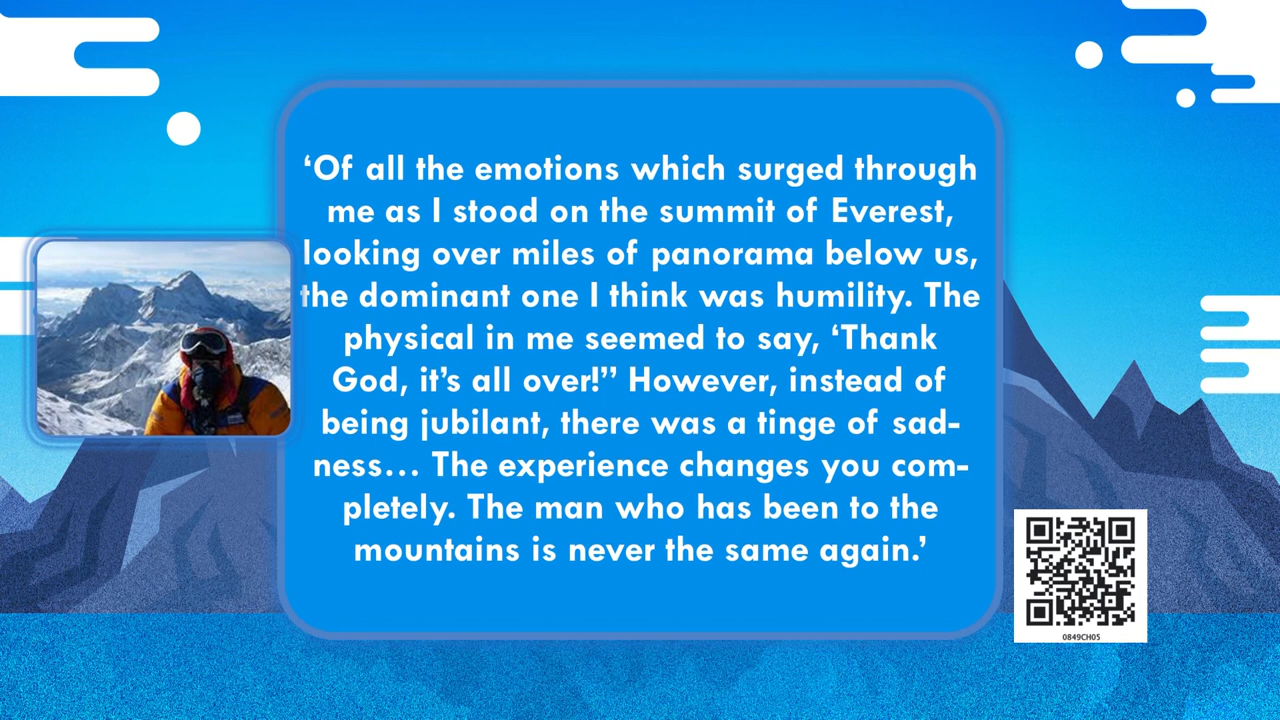 ‘Of all the emotions which surged through
me as I stood on the summit of Everest,
looking over miles of panorama below us,
the dominant one I think was humility. The
physical in me seemed to say, ‘Thank
God, it’s all over!’’ However, instead of
being jubilant, there was a tinge of sad-
ness… The experience changes you com-
pletely. The man who has been to the
mountains is never the same again.’
0849CH05